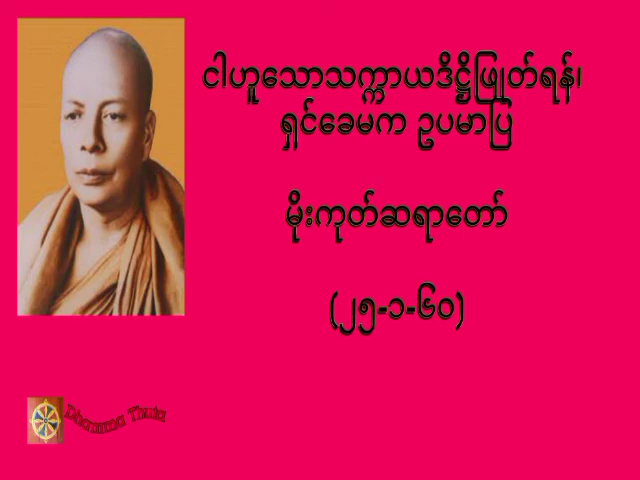 ငါဟူသောသက္ကာယဒိဋ္ဌိဖြုတ်ရန်၊
ရှင်ခေမက ဥပမာပြ
မိုးကုတ်ဆရာတော်
(၂၅-၁-၆၀)
Dhamma Thuta